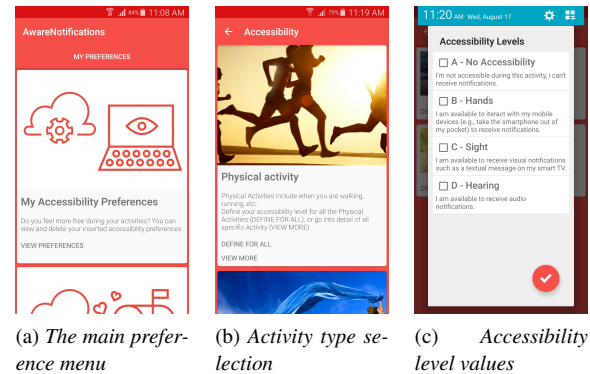 84% 11:08 AM
AwareNotifications
MY PREFERENCES
My Accessibility Preferences
Do you feel more free during your activities? You can
view and delete your inserted accessibility preferences.
VIEW PREFERENCES
(a) The main prefer-
ence menu
79% 11:19 AM
Accessibility
Physical activity
Physical Activities include when you are walking,
running, etc.
Define your accessibility level for all the Physical
Activities (DEFINE FOR ALL), or go into detail of all
specific Activity (VIEW MORE).
DEFINE FOR ALL
VIEW MORE
(b) Activity type se-
lection
11:20 AM Wed, August 17
Accessibility Levels
A - No Accessibility
I'm not accessible during this activity, i can't
receive notifications.
B - Hands
I am available to iteract with my mobile
devices (e.g., take the smartphone out of
my pocket) to receive notifications.
C - Sight
I am available to receive visual notifications
such as a textual message on my smart TV.
D - Hearing
I am available to receive audio
notifications.
(c) Accessibility
level values